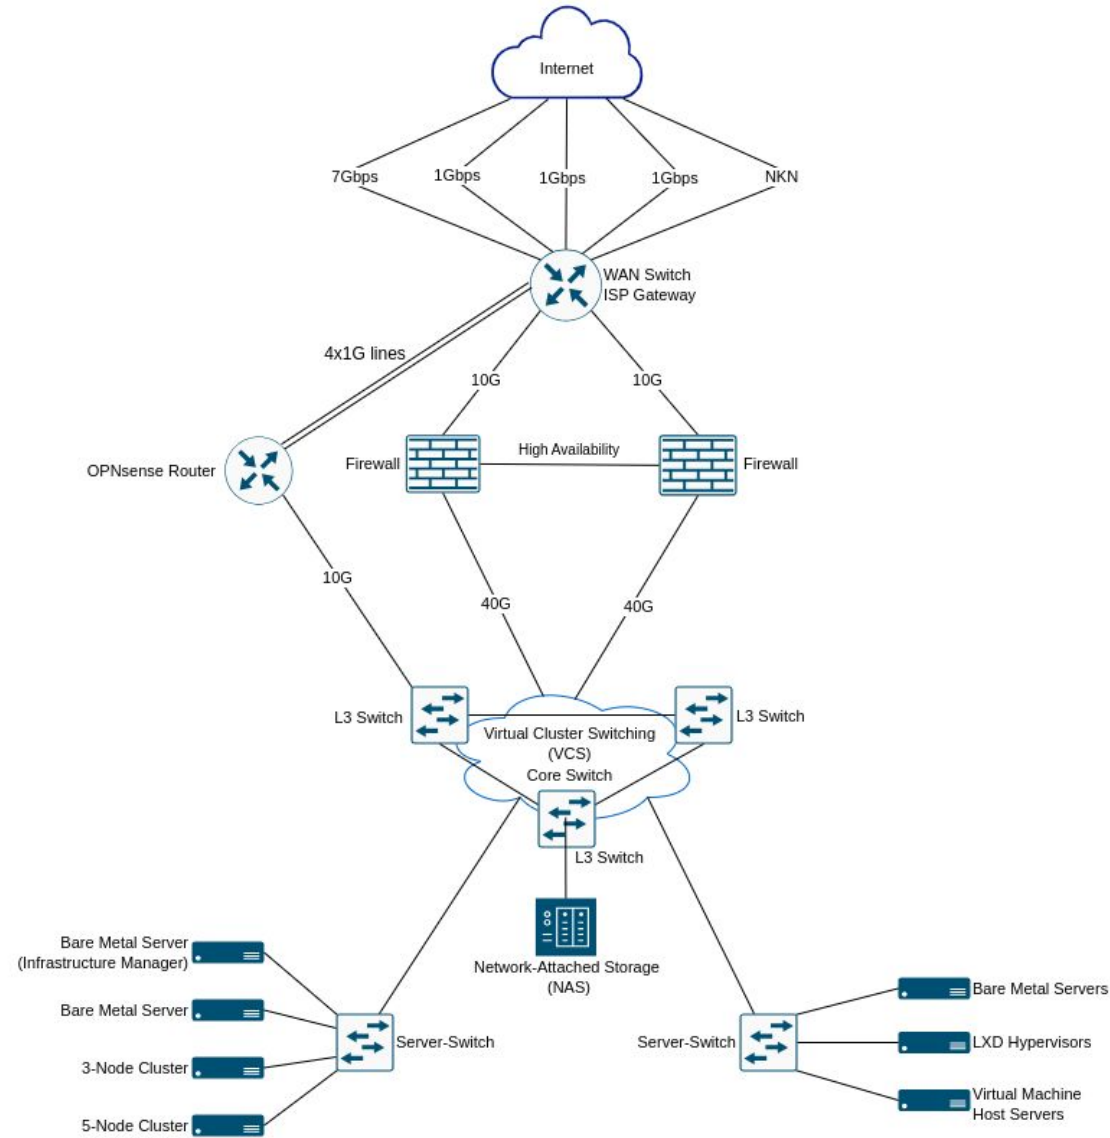 Internet
7Gbps
1Gbps
1Gbps
1Gbps
NKN
WAN Switch
ISP Gateway
4x1G lines
10G
10G
OPNsense Router
Firewall
High Availability
Firewall
10G
40G
40G
L3 Switch
L3 Switch
Virtual Cluster Switching
(VCS)
Core Switch
L3 Switch
Network-Attached Storage
(NAS)
Bare Metal Server
(Infrastructure Manager)
Bare Metal Server
3-Node Cluster
5-Node Cluster
Server-Switch
Server-Switch
Bare Metal Servers
LXD Hypervisors
Virtual Machine
Host Servers